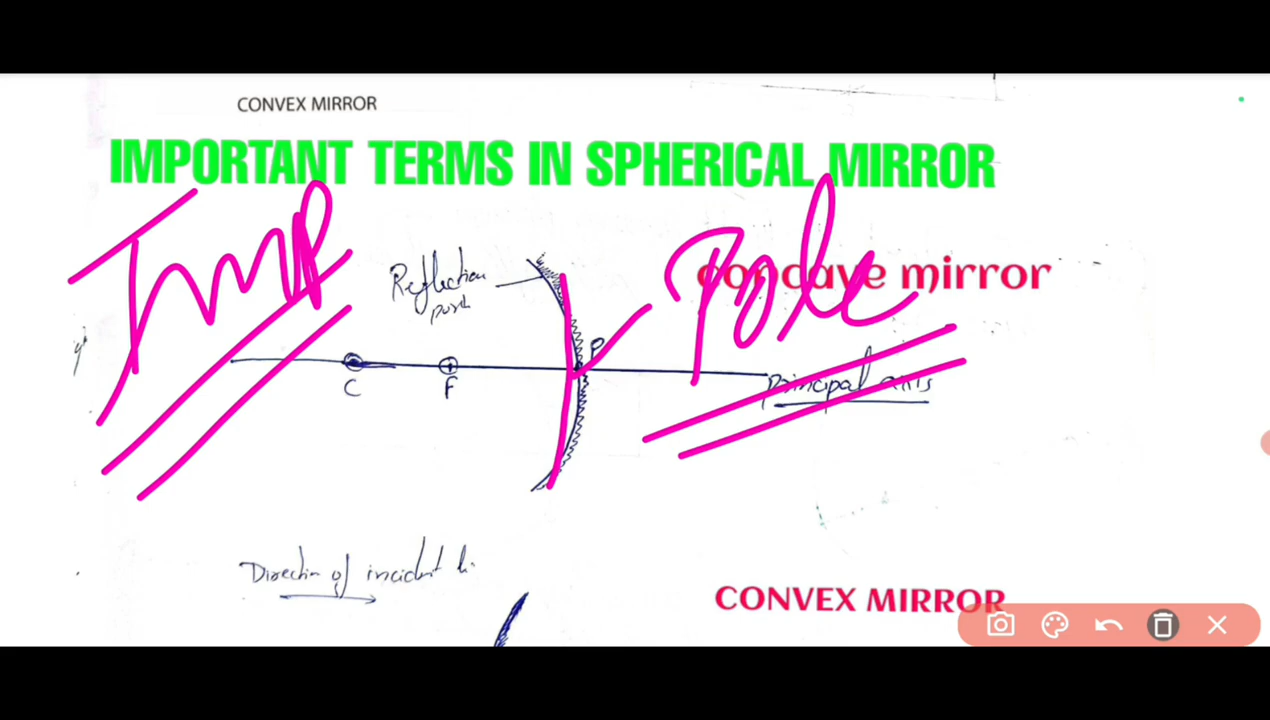 CONVEX MIRROR
IMPORTANT TERMS IN SPHERICAL MIRROR
Imp
Pole
Reflection
concave mirror
P
C
F
principal axis
Direction of incident
CONVEX MIRROR